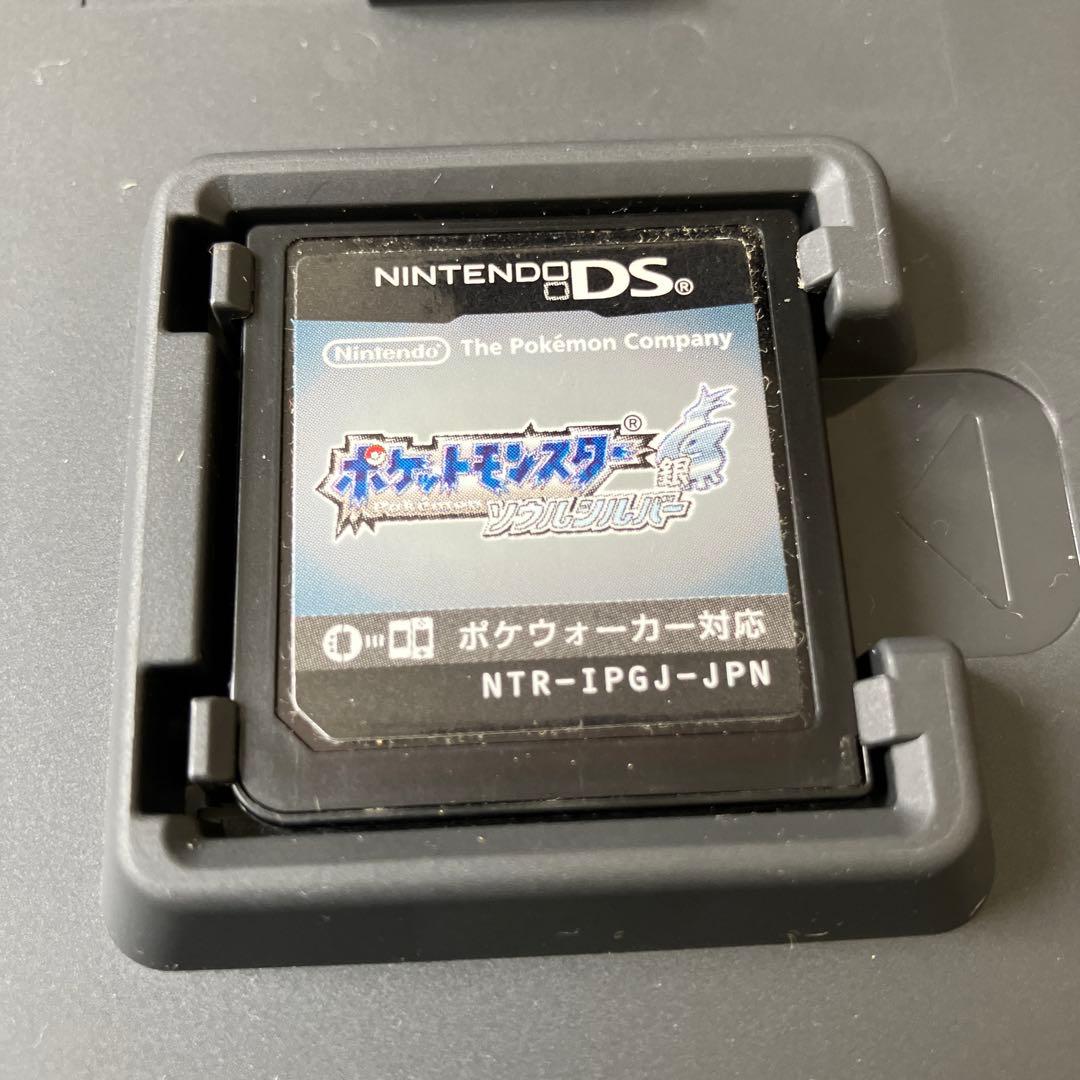 NINTENDO DS®
Nintendo® The Pokémon Company
ポケットモンスター®
銀
ソウルシルバー
ポケウォーカー対応
NTR-IPGJ-JPN